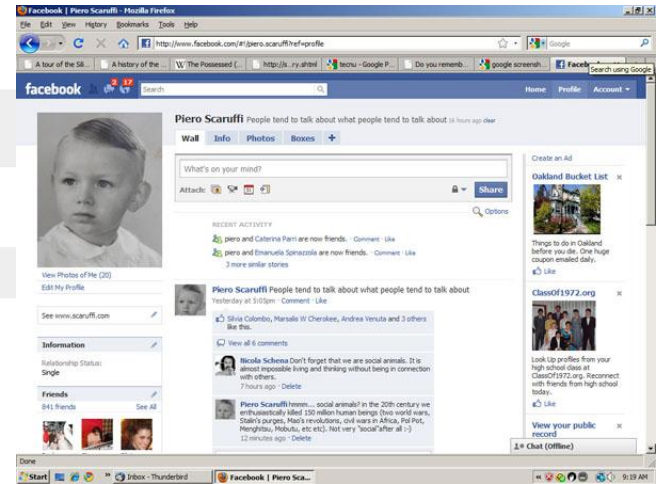 Facebook | Piero Scaruffi - Mozilla Firefox
File Edit View History Bookmarks Tools Help
http://www.facebook.com/#!/piero.scaruffi?ref=profile
Google
A tour of the Sili...
A history of the ...
The Possessed (...
http://s...ry.shtml
tecnu - Google P...
Do you rememb...
google screensh...
Facebo
Search using Google
facebook
2 17
Search
Home Profile Account
Piero Scaruffi People tend to talk about what people tend to talk about 16 hours ago clear
Wall Info Photos Boxes +
What's on your mind?
Attach:
Share
Options
RECENT ACTIVITY
piero and Caterina Parri are now friends. · Comment · Like
piero and Emanuela Spinazzola are now friends. · Comment · Like
3 more similar stories
Piero Scaruffi People tend to talk about what people tend to talk about
Yesterday at 5:05pm · Comment · Like
Silvia Colombo, Marsalis W Cherokee, Andrea Venuta and 3 others
like this.
View all 6 comments
Nicola Schena Don't forget that we are social animals. It is
almost impossible living and thinking without being in connection
with others.
7 hours ago · Delete
Piero Scaruffi hmmm... social animals? in the 20th century we
enthusiastically killed 150 million human beings (two world wars,
Stalin's purges, Mao's revolutions, civil wars in Africa, Pol Pot,
Menghitsu, Mobutu, etc etc). Not very "social" after all :-)
12 minutes ago · Delete
View Photos of Me (20)
Edit My Profile
See www.scaruffi.com
Information
Relationship Status:
Single
Friends
841 friends See All
Create an Ad
Oakland Bucket List
Things to do in Oakland
before you die. One huge
coupon emailed daily.
Like
ClassOf1972.org
Look Up profiles from your
high school class at
ClassOf1972.org. Reconnect
with friends from high school
today.
Like
View your public
record
Chat (Offline)
Done
Start
Inbox - Thunderbird
Facebook | Piero Sca...
9:19 AM